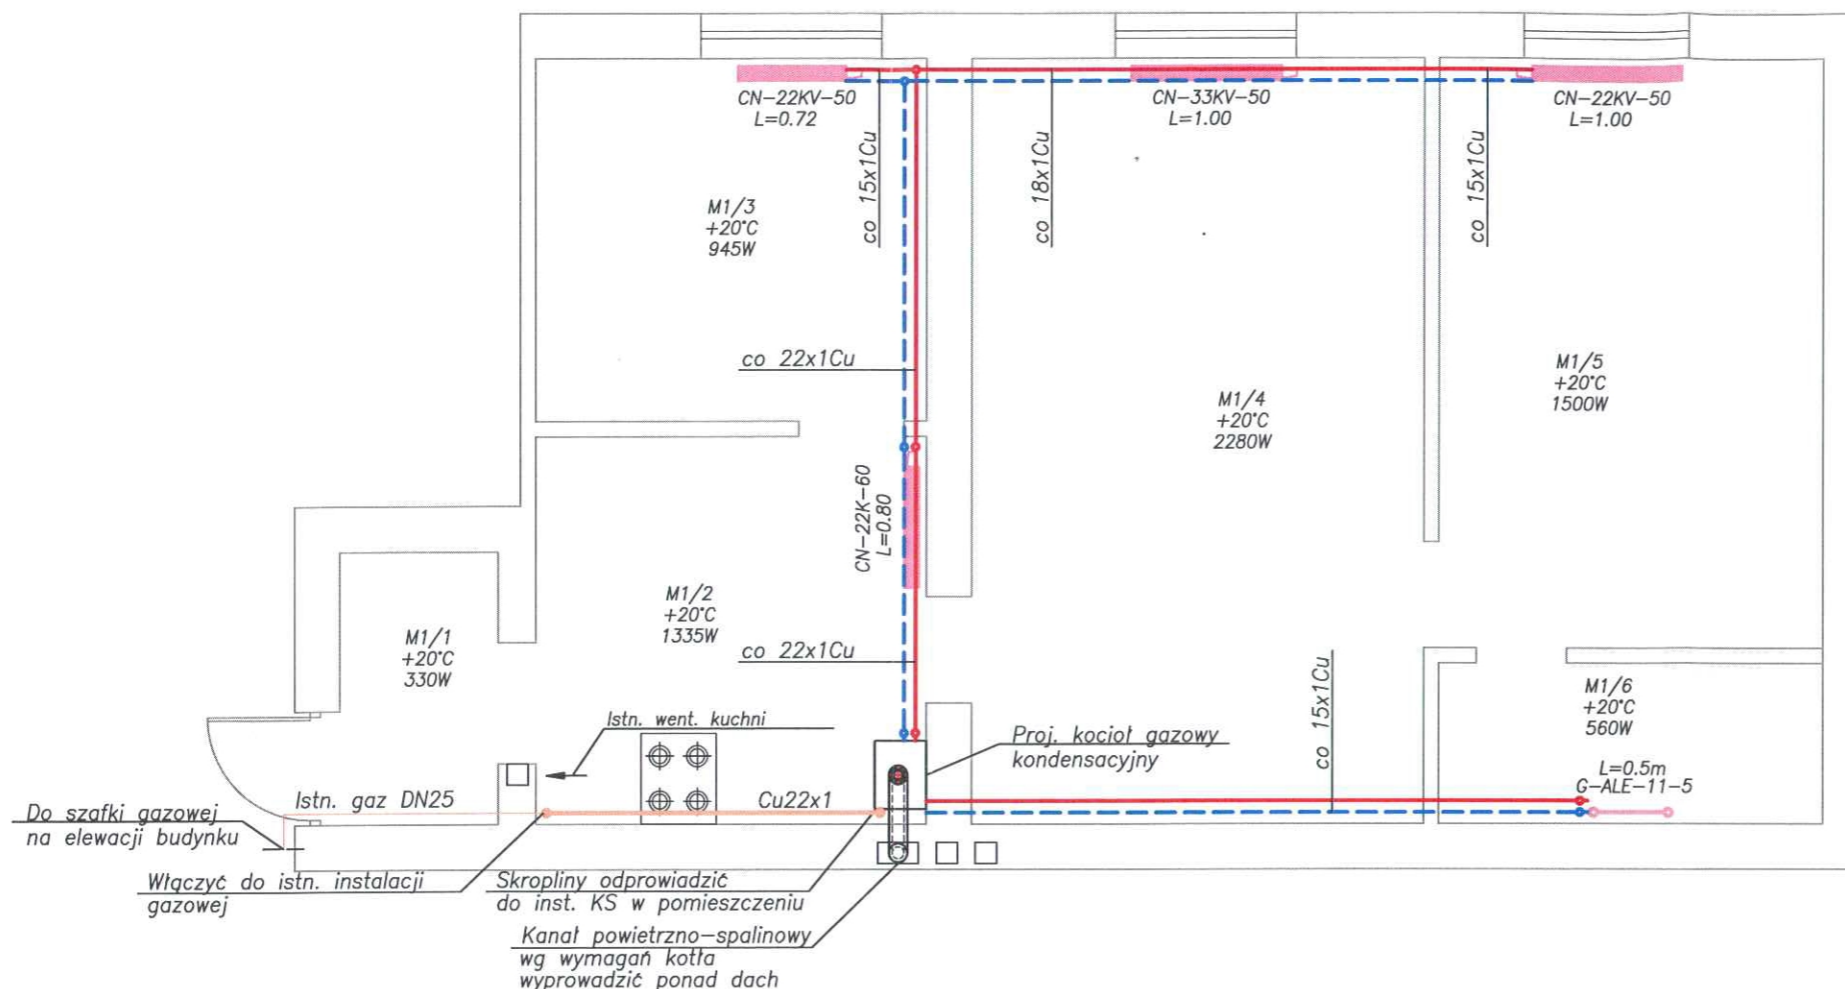 CN-22KV-50
L=0.72
CN-33KV-50
L=1.00
CN-22KV-50
L=1.00
co 15x1Cu
co 18x1Cu
co 15x1Cu
M1/3
+20°C
945W
co 22x1Cu
M1/4
+20°C
2280W
M1/5
+20°C
1500W
CN-22K-60
L=0.80
M1/2
+20°C
1335W
M1/1
+20°C
330W
co 22x1Cu
co 15x1Cu
M1/6
+20°C
560W
L=0.5m
G-ALE-11-5
Istn. went. kuchni
Proj. kocioł gazowy
kondensacyjny
Istn. gaz DN25
Cu22x1
Do szafki gazowej
na elewacji budynku
Włączyć do istn. instalacji
gazowej
Skropliny odprowiadzić
do inst. KS w pomieszczeniu
Kanał powietrzno-spalinowy
wg wymagań kotła
wyprowadzić ponad dach